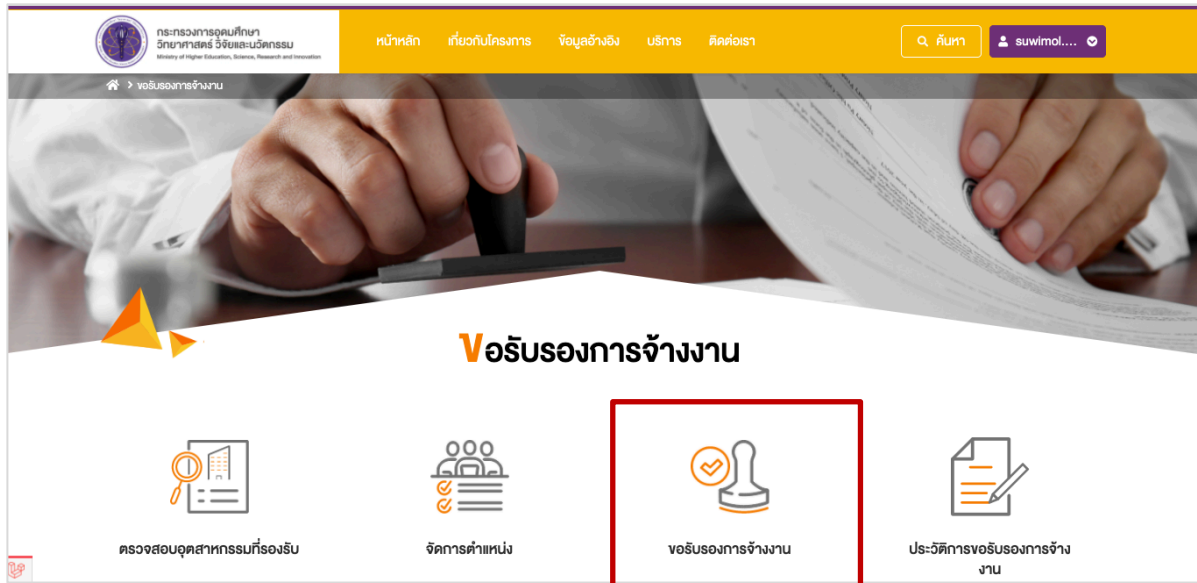 กระทรวงการอุดมศึกษา
วิทยาศาสตร์ วิจัยและนวัตกรรม
Ministry of Higher Education, Science, Research and Innovation
หน้าหลัก เกี่ยวกับโครงการ ข้อมูลอ้างอิง บริการ ติดต่อเรา ค้นหา suwimol....
> ขอรับรองการจ้างงาน
ขอรับรองการจ้างงาน
ตรวจสอบอุตสาหกรรมที่รองรับ
จัดการตำแหน่ง
ขอรับรองการจ้างงาน
ประวัติการขอรับรองการจ้าง
งาน